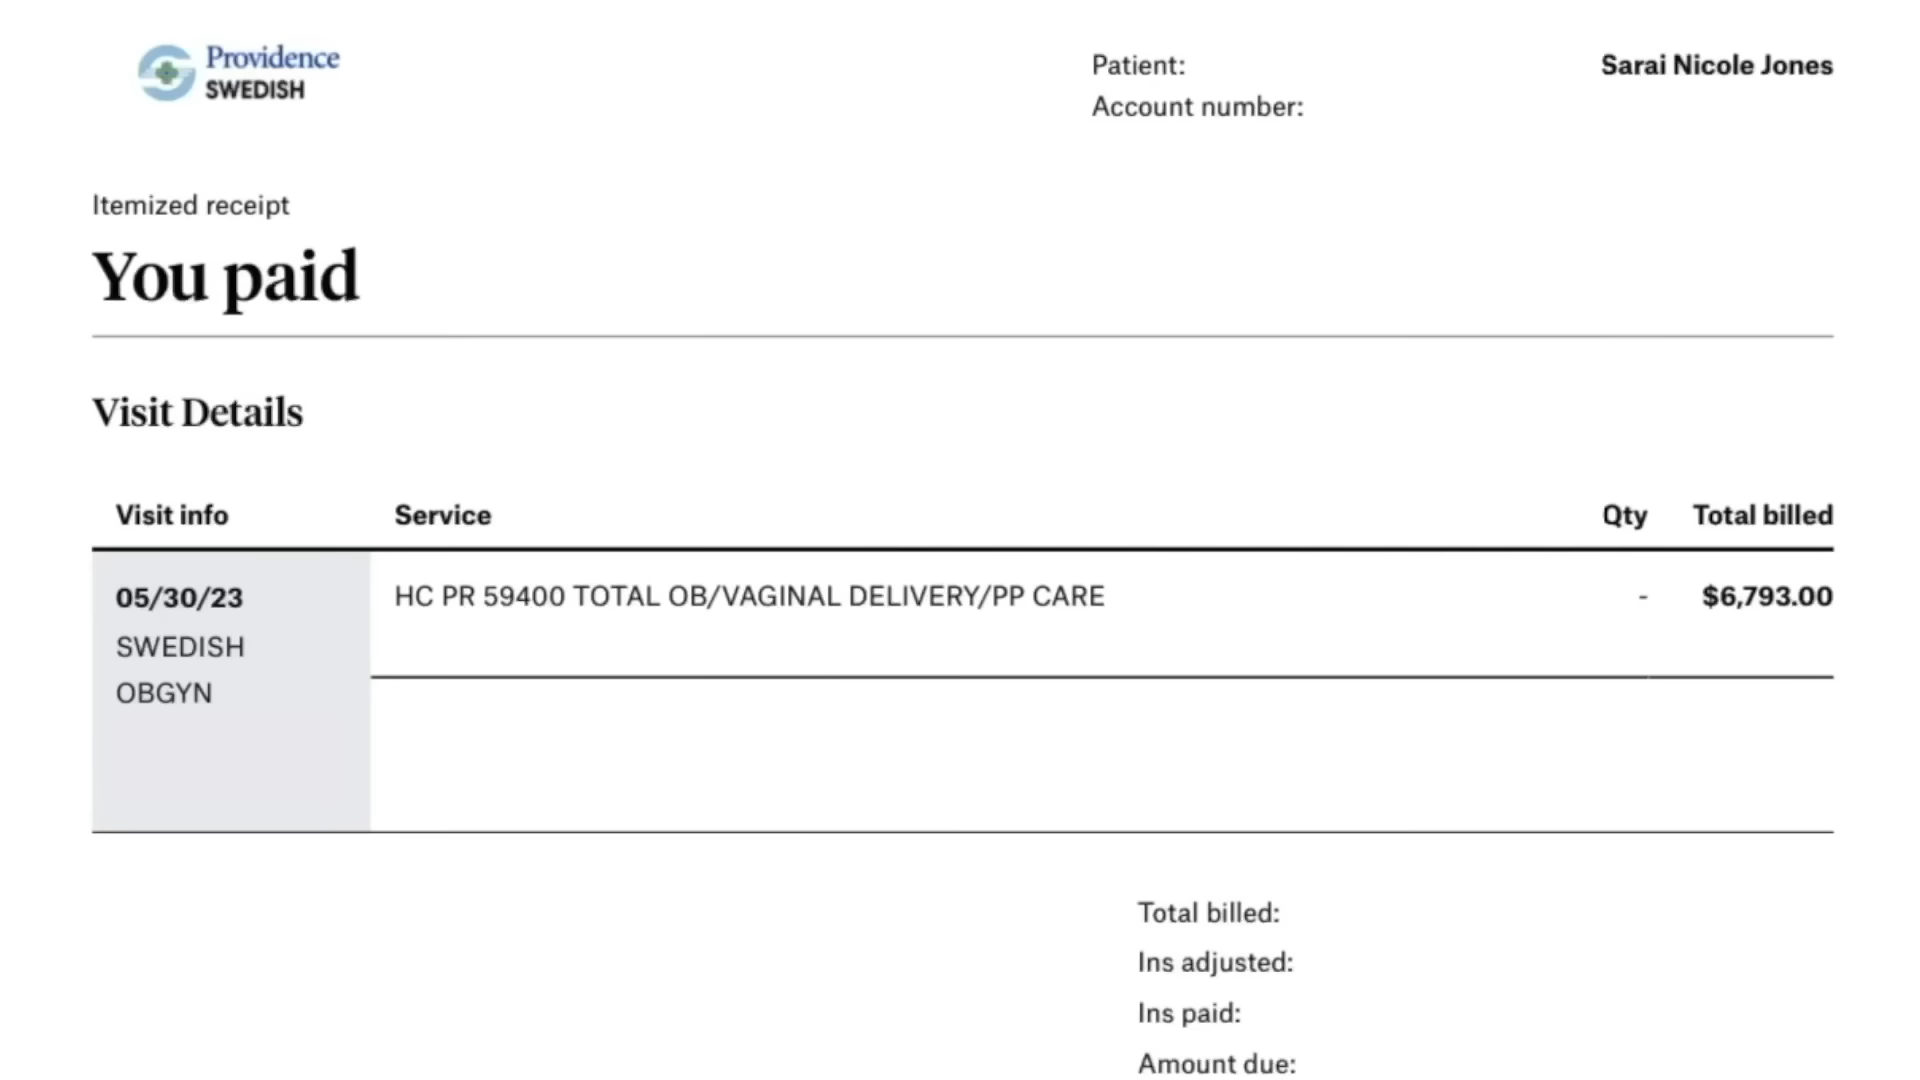 Providence
SWEDISH
Patient: Sarai Nicole Jones
Account number:
Itemized receipt
You paid
Visit Details
Visit info Service Qty Total billed
05/30/23 HC PR 59400 TOTAL OB/VAGINAL DELIVERY/PP CARE - $6,793.00
SWEDISH
OBGYN
Total billed:
Ins adjusted:
Ins paid:
Amount due: